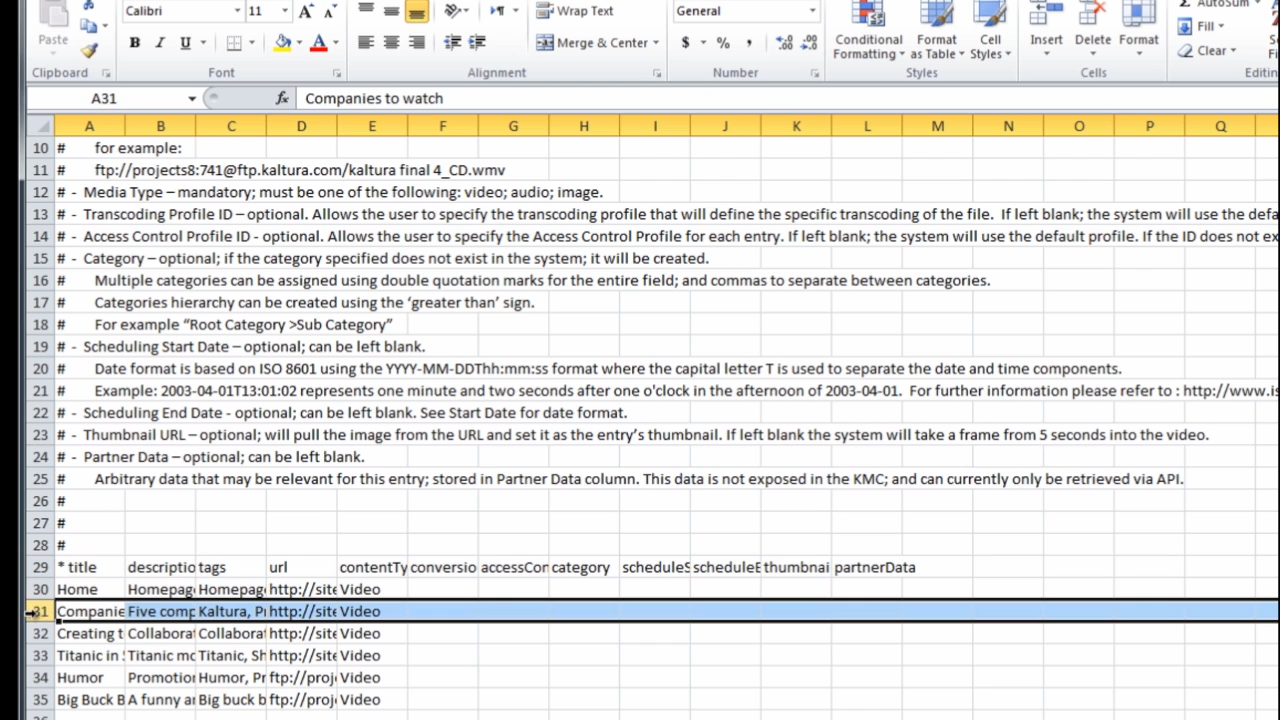 Calibri 11 A A Wrap Text General AutoSum
Paste B I U Merge & Center $ % , Conditional Formatting Format as Table Cell Styles Insert Delete Format Fill Clear
Clipboard Font Alignment Number Styles Cells Editin
A31 fx Companies to watch
A B C D E F G H I J K L M N O P Q
10 # for example:
11 # ftp://projects8:741@ftp.kaltura.com/kaltura final 4_CD.wmv
12 # - Media Type – mandatory; must be one of the following: video; audio; image.
13 # - Transcoding Profile ID – optional. Allows the user to specify the transcoding profile that will define the specific transcoding of the file. If left blank; the system will use the defa
14 # - Access Control Profile ID - optional. Allows the user to specify the Access Control Profile for each entry. If left blank; the system will use the default profile. If the ID does not ex
15 # - Category – optional; if the category specified does not exist in the system; it will be created.
16 # Multiple categories can be assigned using double quotation marks for the entire field; and commas to separate between categories.
17 # Categories hierarchy can be created using the ‘greater than’ sign.
18 # For example “Root Category >Sub Category”
19 # - Scheduling Start Date – optional; can be left blank.
20 # Date format is based on ISO 8601 using the YYYY-MM-DDThh:mm:ss format where the capital letter T is used to separate the date and time components.
21 # Example: 2003-04-01T13:01:02 represents one minute and two seconds after one o'clock in the afternoon of 2003-04-01. For further information please refer to : http://www.is
22 # - Scheduling End Date - optional; can be left blank. See Start Date for date format.
23 # - Thumbnail URL – optional; will pull the image from the URL and set it as the entry’s thumbnail. If left blank the system will take a frame from 5 seconds into the video.
24 # - Partner Data – optional; can be left blank.
25 # Arbitrary data that may be relevant for this entry; stored in Partner Data column. This data is not exposed in the KMC; and can currently only be retrieved via API.
26 #
27 #
28 #
29 * title descriptio tags url contentTy conversio accessCon category scheduleS scheduleE thumbnai partnerData
30 Home Homepag Homepag http://site Video
31 Companie Five comp Kaltura, Pr http://site Video
32 Creating t Collaborat Collaborat http://site Video
33 Titanic in Titanic mo Titanic, Sh http://site Video
34 Humor Promotion Humor, Pr ftp://proj Video
35 Big Buck B A funny a Big buck b ftp://proj Video